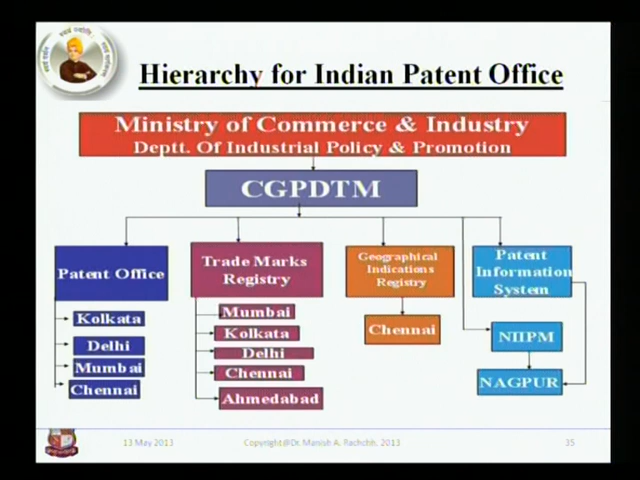 Hierarchy for Indian Patent Office
Ministry of Commerce & Industry
Deptt. Of Industrial Policy & Promotion
CGPDTM
Patent Office
Kolkata
Delhi
Mumbai
Chennai
Trade Marks
Registry
Mumbai
Kolkata
Delhi
Chennai
Ahmedabad
Geographical
Indications
Registry
Chennai
Patent
Information
System
NIIPM
NAGPUR
13 May 2013
Copyright@Dr. Manish A. Rachchh. 2013
35